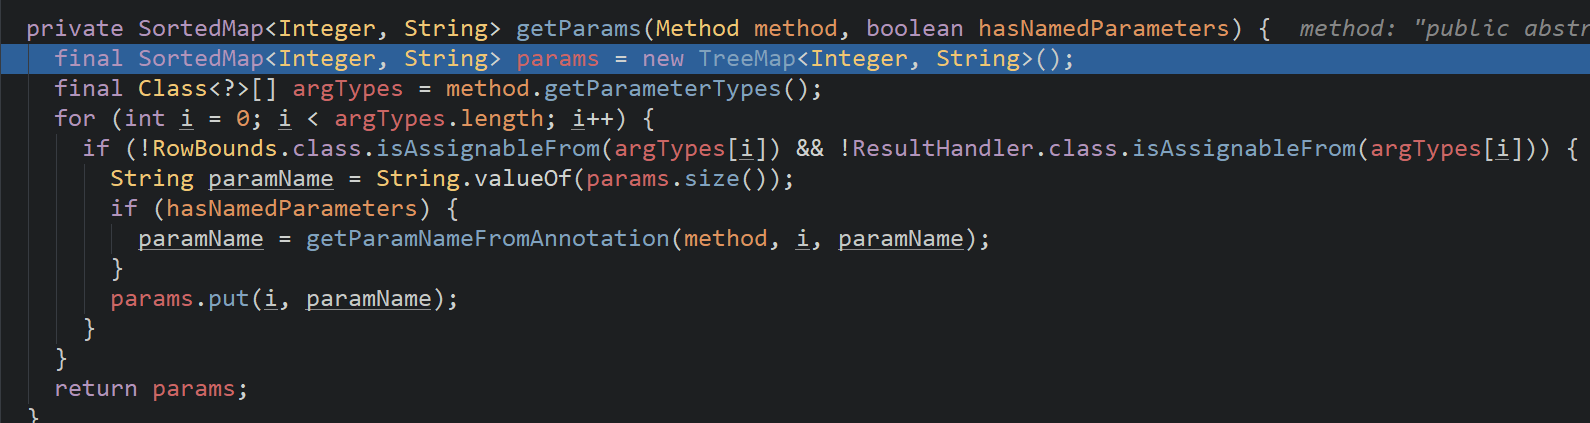 private SortedMap<Integer, String> getParams(Method method, boolean hasNamedParameters) {  method: "public abstr
  final SortedMap<Integer, String> params = new TreeMap<Integer, String>();
  final Class<?>[] argTypes = method.getParameterTypes();
  for (int i = 0; i < argTypes.length; i++) {
    if (!RowBounds.class.isAssignableFrom(argTypes[i]) && !ResultHandler.class.isAssignableFrom(argTypes[i])) {
      String paramName = String.valueOf(params.size());
      if (hasNamedParameters) {
        paramName = getParamNameFromAnnotation(method, i, paramName);
      }
      params.put(i, paramName);
    }
  }
  return params;
}